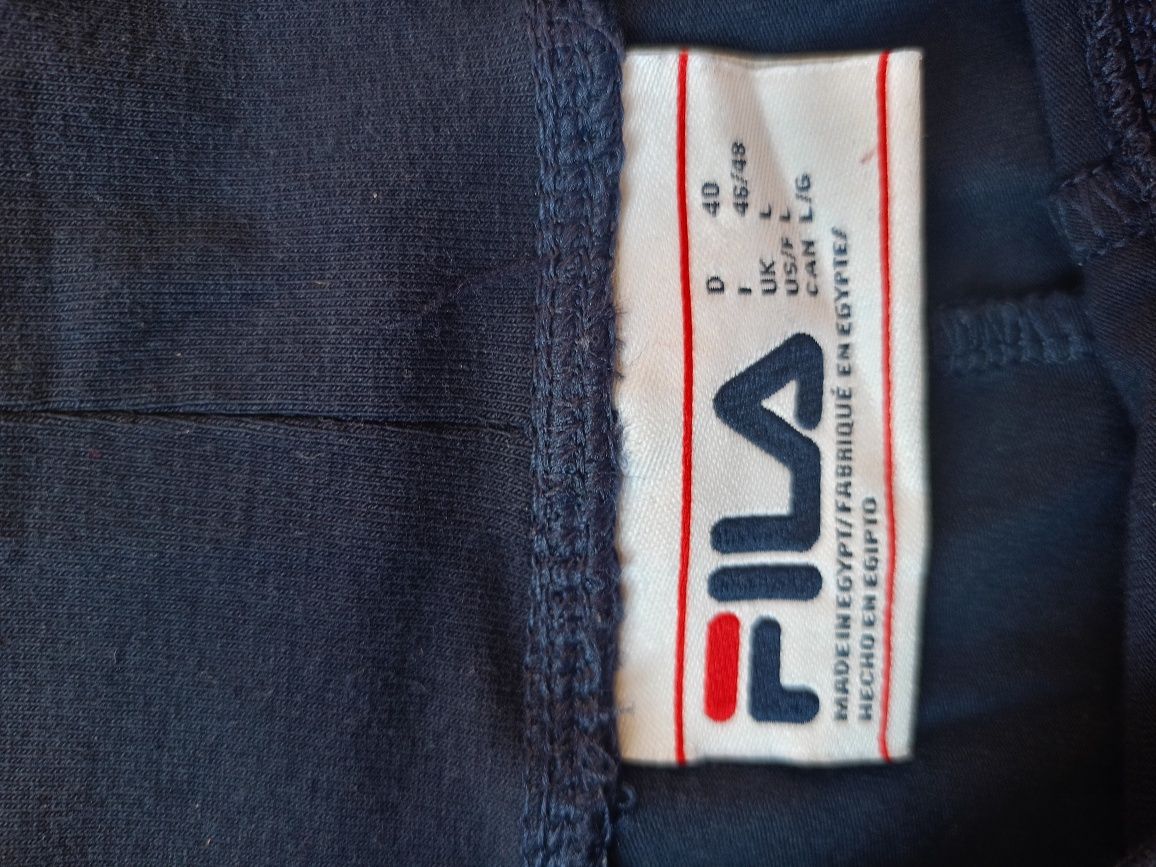 FILA
D 40
I 46/48
UK L
US/F L
CAN L/G
MADE IN EGYPT/FABRIQUÉ EN EGYPTE/
HECHO EN EGIPTO